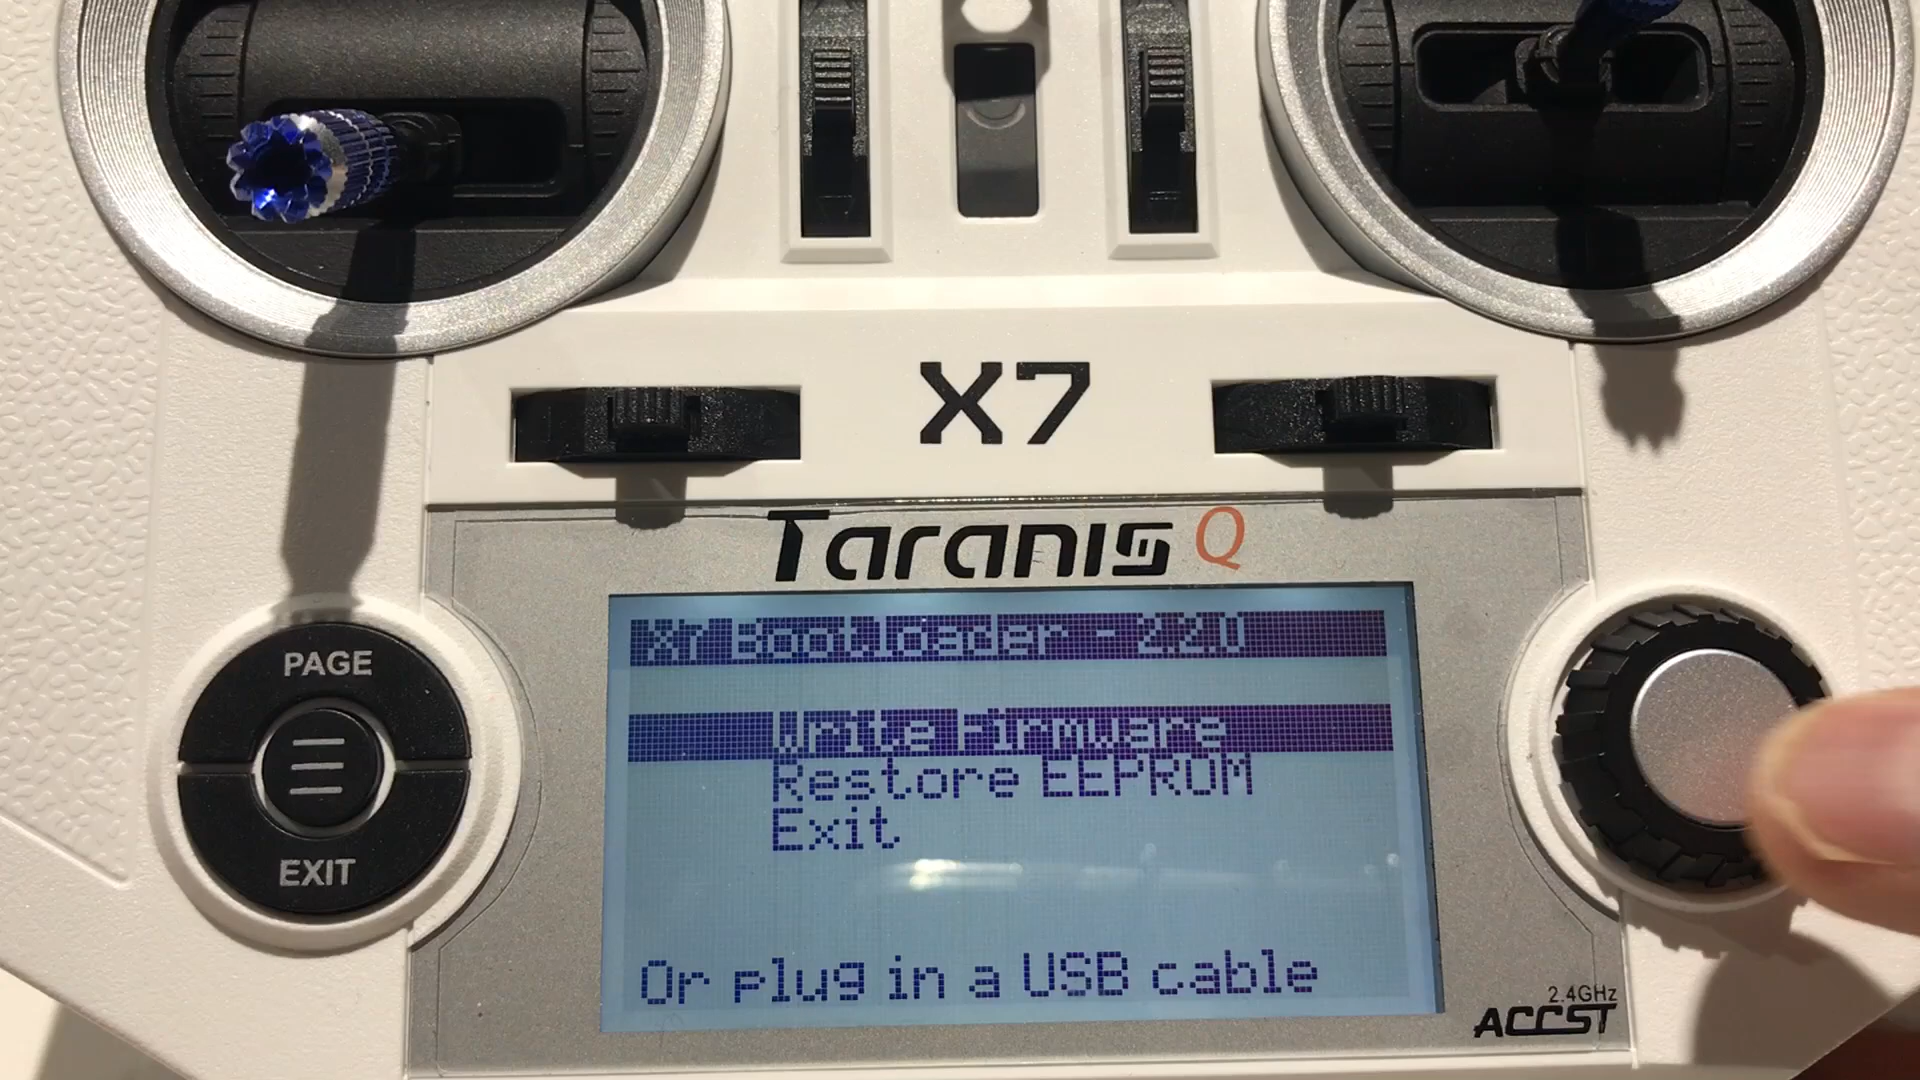 X7
Taranis Q
X7 Bootloader - 2.2.0
PAGE
Write Firmware
Restore EEPROM
Exit
EXIT
Or plug in a USB cable
2.4GHz
ACCST